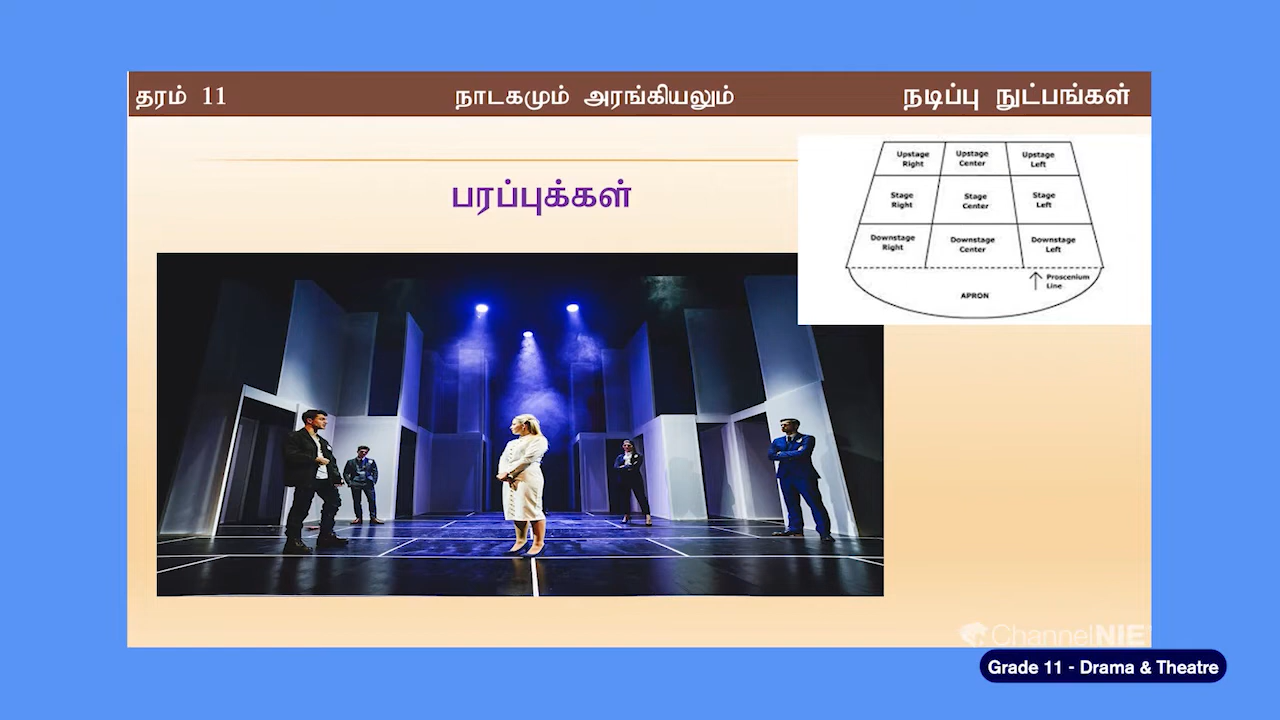 தரம் 11
நாடகமும் அரங்கியலும்
நடிப்பு நுட்பங்கள்
பரப்புக்கள்
Upstage Right
Upstage Center
Upstage Left
Stage Right
Stage Center
Stage Left
Downstage Right
Downstage Center
Downstage Left
Proscenium Line
APRON
ChannelNIE
Grade 11 - Drama & Theatre